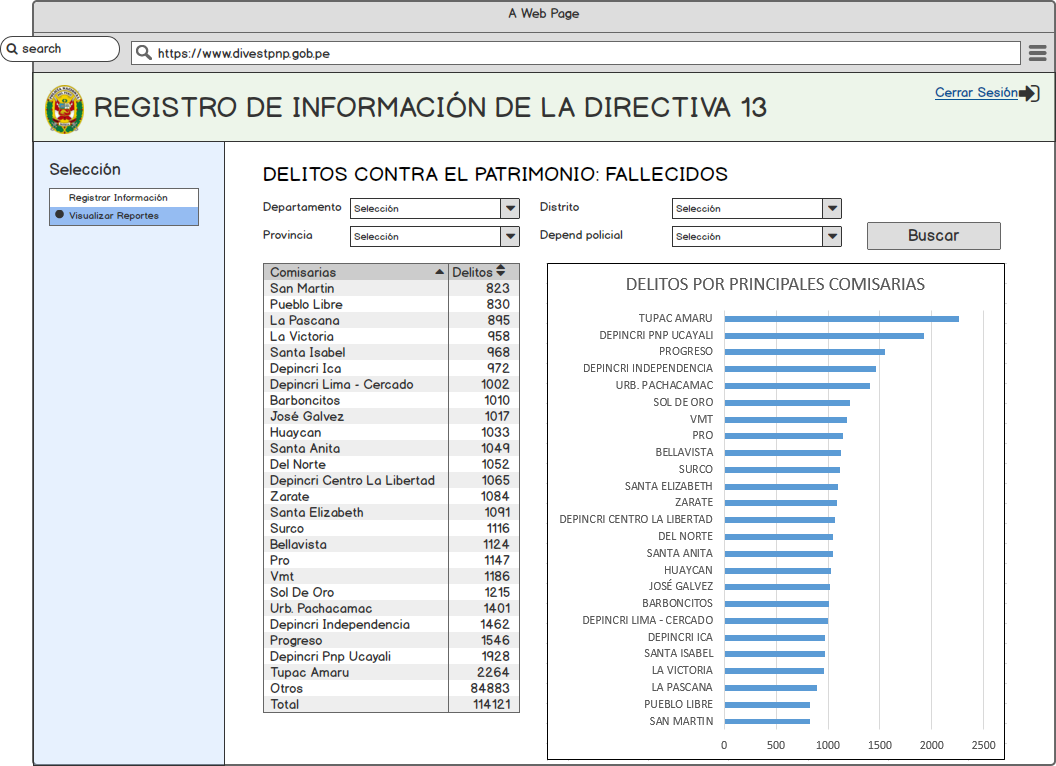 A Web Page
search
https://www.divestpnp.gob.pe
REGISTRO DE INFORMACIÓN DE LA DIRECTIVA 13
Cerrar Sesión
Selección
Registrar Información
Visualizar Reportes
DELITOS CONTRA EL PATRIMONIO: FALLECIDOS
Departamento Selección Distrito Selección
Provincia Selección Depend policial Selección Buscar
Comisarias Delitos
San Martin 823
Pueblo Libre 830
La Pascana 895
La Victoria 958
Santa Isabel 968
Depincri Ica 972
Depincri Lima - Cercado 1002
Barboncitos 1010
José Galvez 1017
Huaycan 1033
Santa Anita 1049
Del Norte 1052
Depincri Centro La Libertad 1065
Zarate 1084
Santa Elizabeth 1091
Surco 1116
Bellavista 1124
Pro 1147
Vmt 1186
Sol De Oro 1215
Urb. Pachacamac 1401
Depincri Independencia 1462
Progreso 1546
Depincri Pnp Ucayali 1928
Tupac Amaru 2264
Otros 84883
Total 114121
DELITOS POR PRINCIPALES COMISARIAS
TUPAC AMARU
DEPINCRI PNP UCAYALI
PROGRESO
DEPINCRI INDEPENDENCIA
URB. PACHACAMAC
SOL DE ORO
VMT
PRO
BELLAVISTA
SURCO
SANTA ELIZABETH
ZARATE
DEPINCRI CENTRO LA LIBERTAD
DEL NORTE
SANTA ANITA
HUAYCAN
JOSÉ GALVEZ
BARBONCITOS
DEPINCRI LIMA - CERCADO
DEPINCRI ICA
SANTA ISABEL
LA VICTORIA
LA PASCANA
PUEBLO LIBRE
SAN MARTIN
0 500 1000 1500 2000 2500